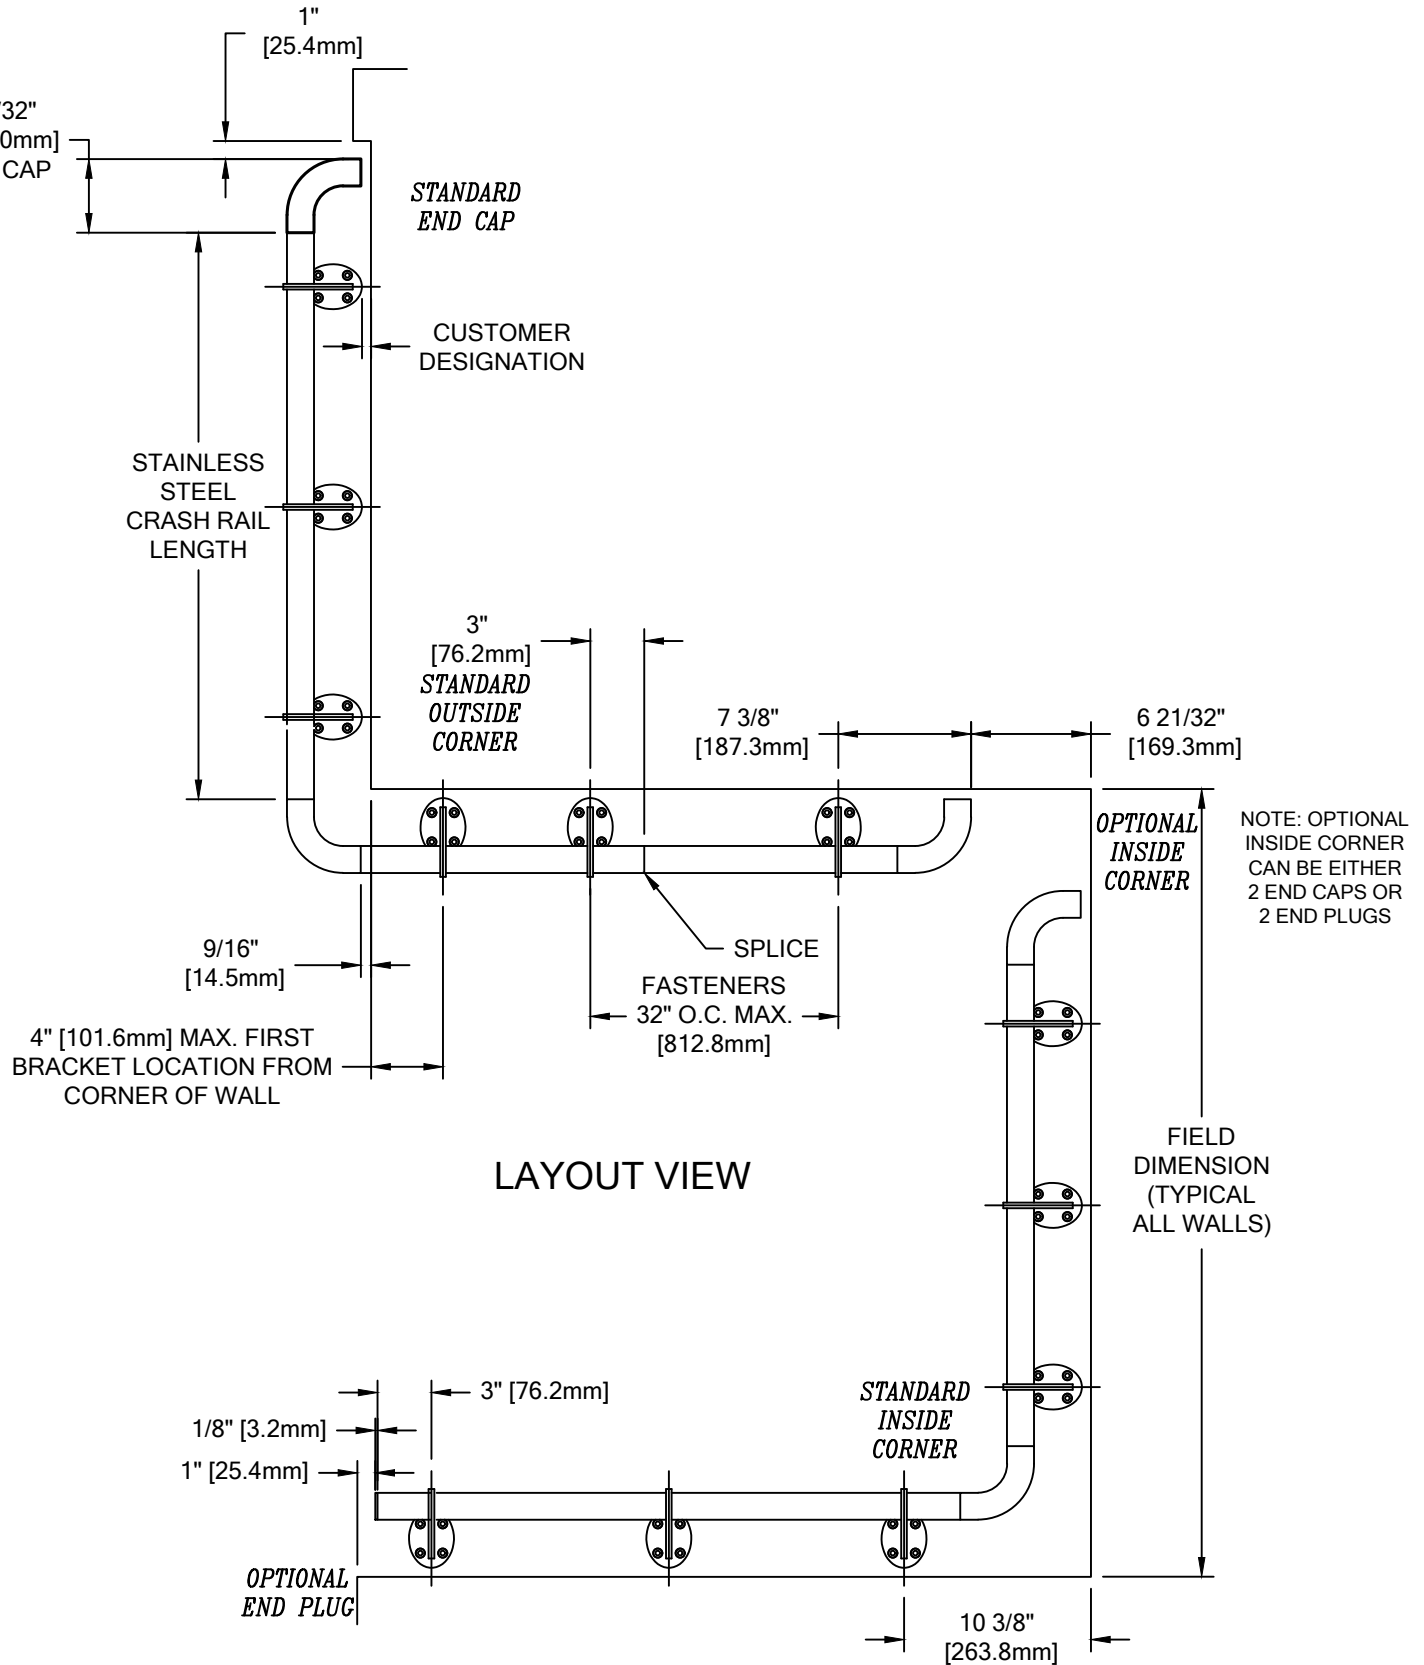 1"
[25.4mm]
/32"
0mm]
CAP
STANDARD
END CAP
CUSTOMER
DESIGNATION
STAINLESS
STEEL
CRASH RAIL
LENGTH
3"
[76.2mm]
STANDARD
OUTSIDE
CORNER
7 3/8"
[187.3mm]
6 21/32"
[169.3mm]
OPTIONAL
INSIDE
CORNER
NOTE: OPTIONAL
INSIDE CORNER
CAN BE EITHER
2 END CAPS OR
2 END PLUGS
9/16"
[14.5mm]
SPLICE
FASTENERS
32" O.C. MAX.
[812.8mm]
4" [101.6mm] MAX. FIRST
BRACKET LOCATION FROM
CORNER OF WALL
LAYOUT VIEW
FIELD
DIMENSION
(TYPICAL
ALL WALLS)
3" [76.2mm]
1/8" [3.2mm]
1" [25.4mm]
STANDARD
INSIDE
CORNER
OPTIONAL
END PLUG
10 3/8"
[263.8mm]